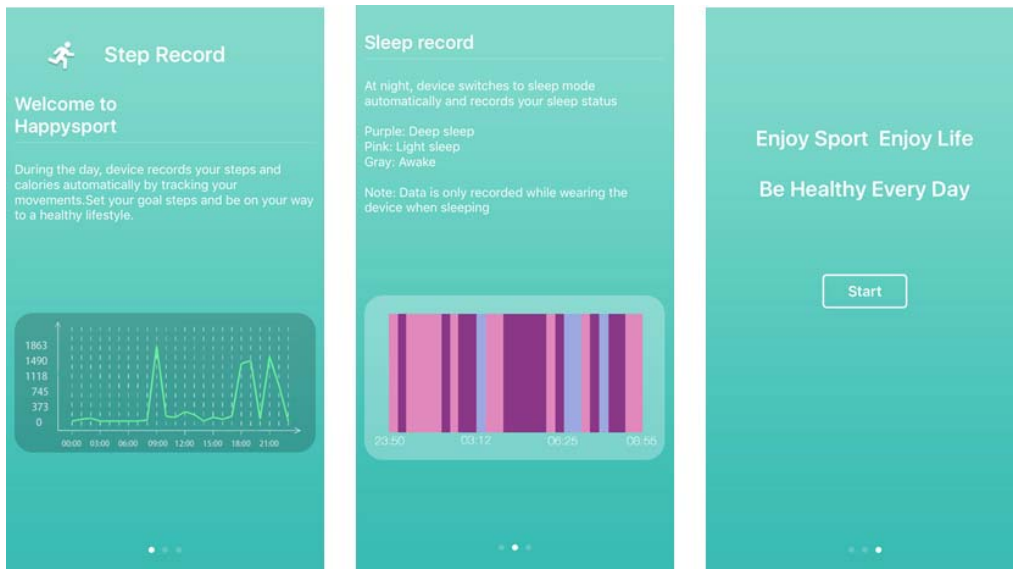 Step Record
Welcome to
Happysport
During the day, device records your steps and
calories automatically by tracking your
movements.Set your goal steps and be on your way
to a healthy lifestyle.
1863
1490
1118
745
373
0
00:00 03:00 06:00 09:00 12:00 15:00 18:00 21:00
Sleep record
At night, device switches to sleep mode
automatically and records your sleep status
Purple: Deep sleep
Pink: Light sleep
Gray: Awake
Note: Data is only recorded while wearing the
device when sleeping
23:50 03:12 06:25 08:55
Enjoy Sport Enjoy Life
Be Healthy Every Day
Start